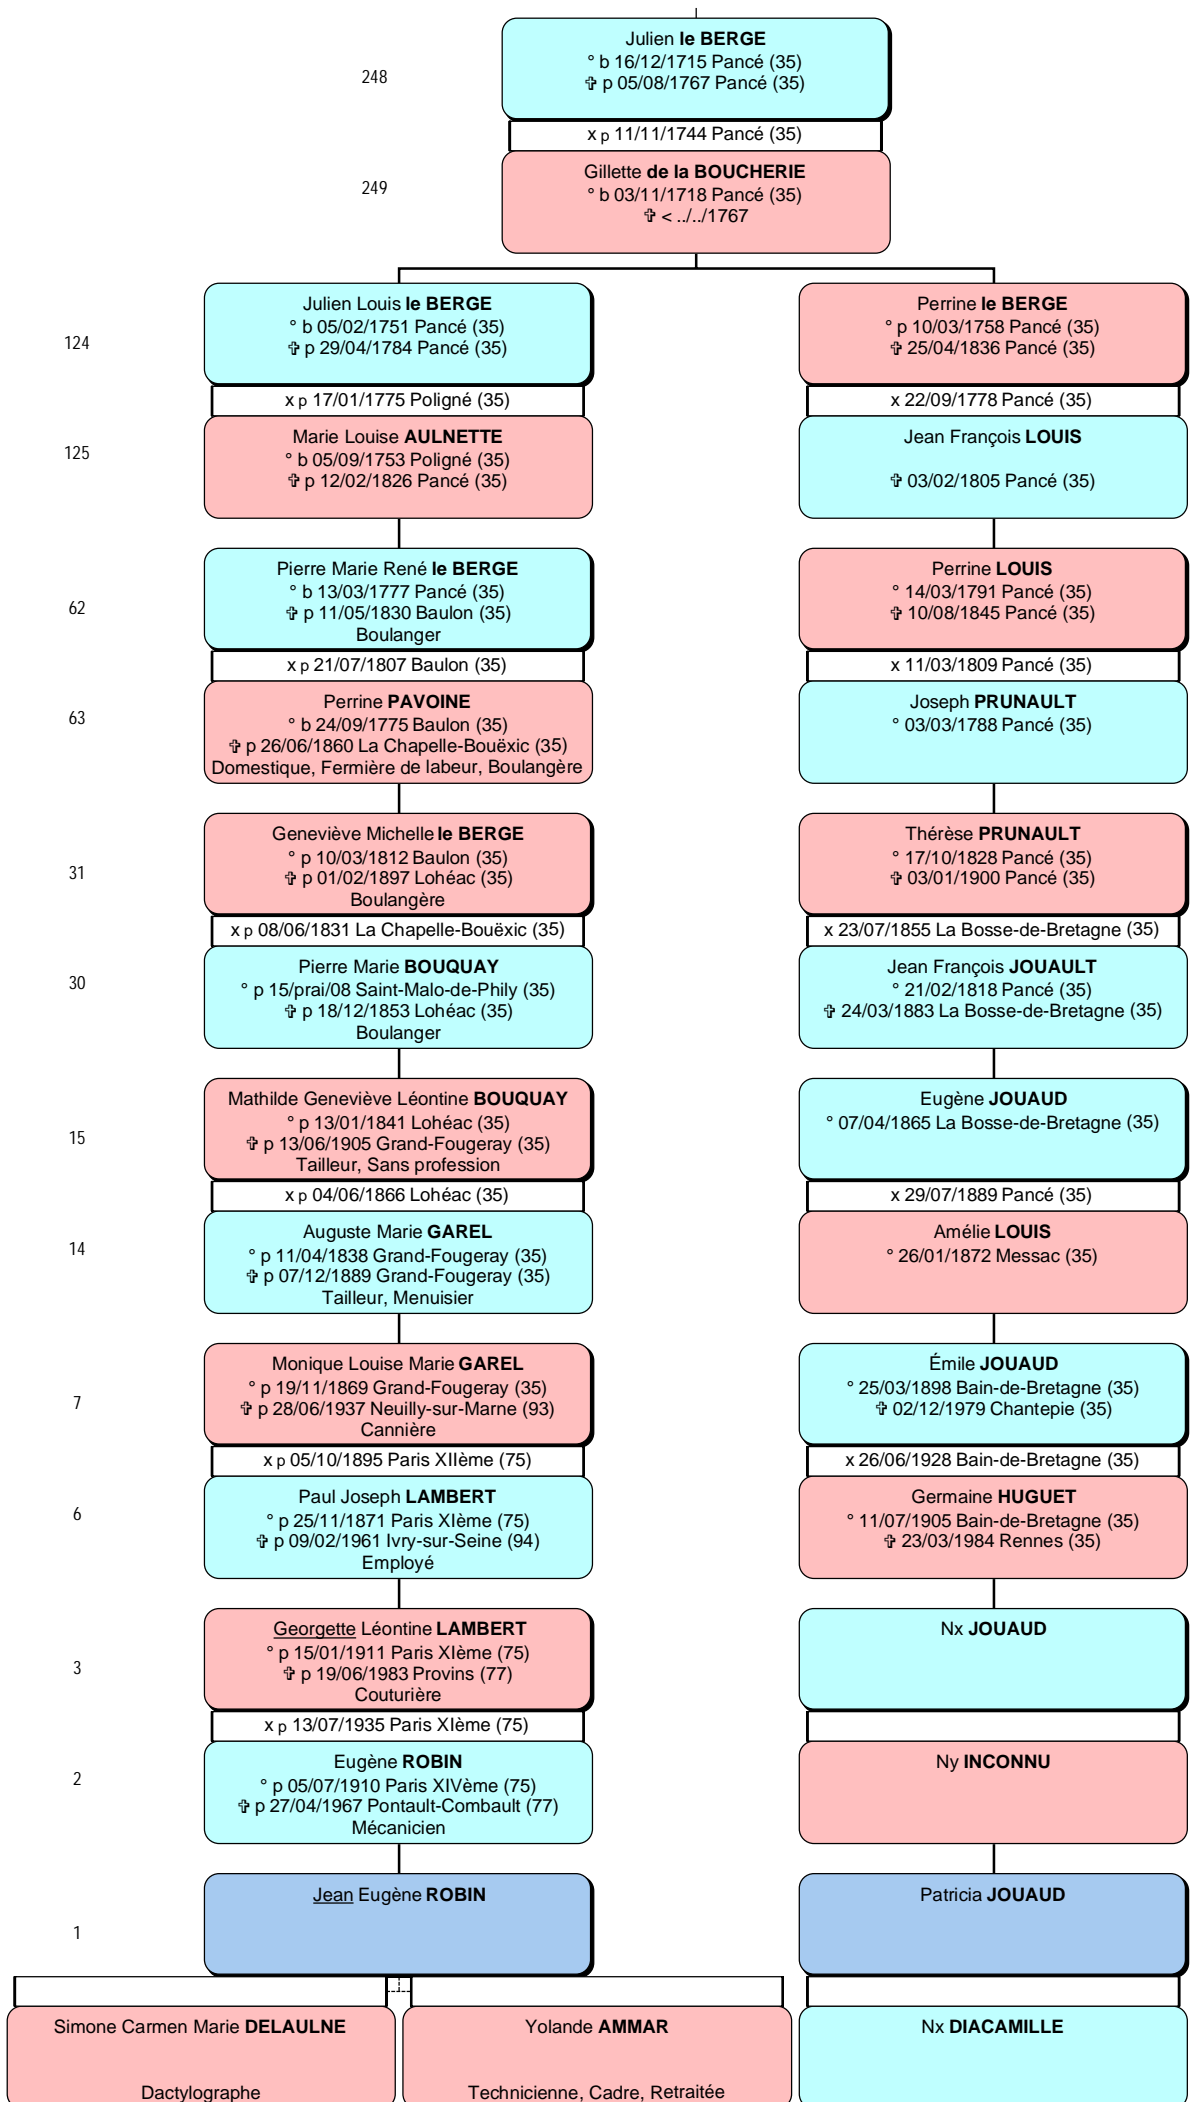 Julien le BERGE
° b 16/12/1715 Pancé (35)
✞ p 05/08/1767 Pancé (35)
248
x p 11/11/1744 Pancé (35)
Gillette de la BOUCHERIE
° b 03/11/1718 Pancé (35)
✞ < ../../1767
249
Julien Louis le BERGE
° b 05/02/1751 Pancé (35)
✞ p 29/04/1784 Pancé (35)
124
x p 17/01/1775 Poligné (35)
Marie Louise AULNETTE
° b 05/09/1753 Poligné (35)
✞ p 12/02/1826 Pancé (35)
125
Perrine le BERGE
° p 10/03/1758 Pancé (35)
✞ 25/04/1836 Pancé (35)
x 22/09/1778 Pancé (35)
Jean François LOUIS
✞ 03/02/1805 Pancé (35)
Pierre Marie René le BERGE
° b 13/03/1777 Pancé (35)
✞ p 11/05/1830 Baulon (35)
Boulanger
62
x p 21/07/1807 Baulon (35)
Perrine PAVOINE
° b 24/09/1775 Baulon (35)
✞ p 26/06/1860 La Chapelle-Bouëxic (35)
Domestique, Fermière de labeur, Boulangère
63
Perrine LOUIS
° 14/03/1791 Pancé (35)
✞ 10/08/1845 Pancé (35)
x 11/03/1809 Pancé (35)
Joseph PRUNAULT
° 03/03/1788 Pancé (35)
Geneviève Michelle le BERGE
° p 10/03/1812 Baulon (35)
✞ p 01/02/1897 Lohéac (35)
Boulangère
31
x p 08/06/1831 La Chapelle-Bouëxic (35)
Pierre Marie BOUQUAY
° p 15/prai/08 Saint-Malo-de-Phily (35)
✞ p 18/12/1853 Lohéac (35)
Boulanger
30
Thérèse PRUNAULT
° 17/10/1828 Pancé (35)
✞ 03/01/1900 Pancé (35)
x 23/07/1855 La Bosse-de-Bretagne (35)
Jean François JOUAULT
° 21/02/1818 Pancé (35)
✞ 24/03/1883 La Bosse-de-Bretagne (35)
Mathilde Geneviève Léontine BOUQUAY
° p 13/01/1841 Lohéac (35)
✞ p 13/06/1905 Grand-Fougeray (35)
Tailleur, Sans profession
15
x p 04/06/1866 Lohéac (35)
Auguste Marie GAREL
° p 11/04/1838 Grand-Fougeray (35)
✞ p 07/12/1889 Grand-Fougeray (35)
Tailleur, Menuisier
14
Eugène JOUAUD
° 07/04/1865 La Bosse-de-Bretagne (35)
x 29/07/1889 Pancé (35)
Amélie LOUIS
° 26/01/1872 Messac (35)
Monique Louise Marie GAREL
° p 19/11/1869 Grand-Fougeray (35)
✞ p 28/06/1937 Neuilly-sur-Marne (93)
Cannière
7
x p 05/10/1895 Paris XIIème (75)
Paul Joseph LAMBERT
° p 25/11/1871 Paris XIème (75)
✞ p 09/02/1961 Ivry-sur-Seine (94)
Employé
6
Émile JOUAUD
° 25/03/1898 Bain-de-Bretagne (35)
✞ 02/12/1979 Chantepie (35)
x 26/06/1928 Bain-de-Bretagne (35)
Germaine HUGUET
° 11/07/1905 Bain-de-Bretagne (35)
✞ 23/03/1984 Rennes (35)
Georgette Léontine LAMBERT
° p 15/01/1911 Paris XIème (75)
✞ p 19/06/1983 Provins (77)
Couturière
3
x p 13/07/1935 Paris XIème (75)
Eugène ROBIN
° p 05/07/1910 Paris XIVème (75)
✞ p 27/04/1967 Pontault-Combault (77)
Mécanicien
2
Nx JOUAUD
Ny INCONNU
Jean Eugène ROBIN
1
Patricia JOUAUD
Simone Carmen Marie DELAULNE
Dactylographe
Yolande AMMAR
Technicienne, Cadre, Retraitée
Nx DIACAMILLE